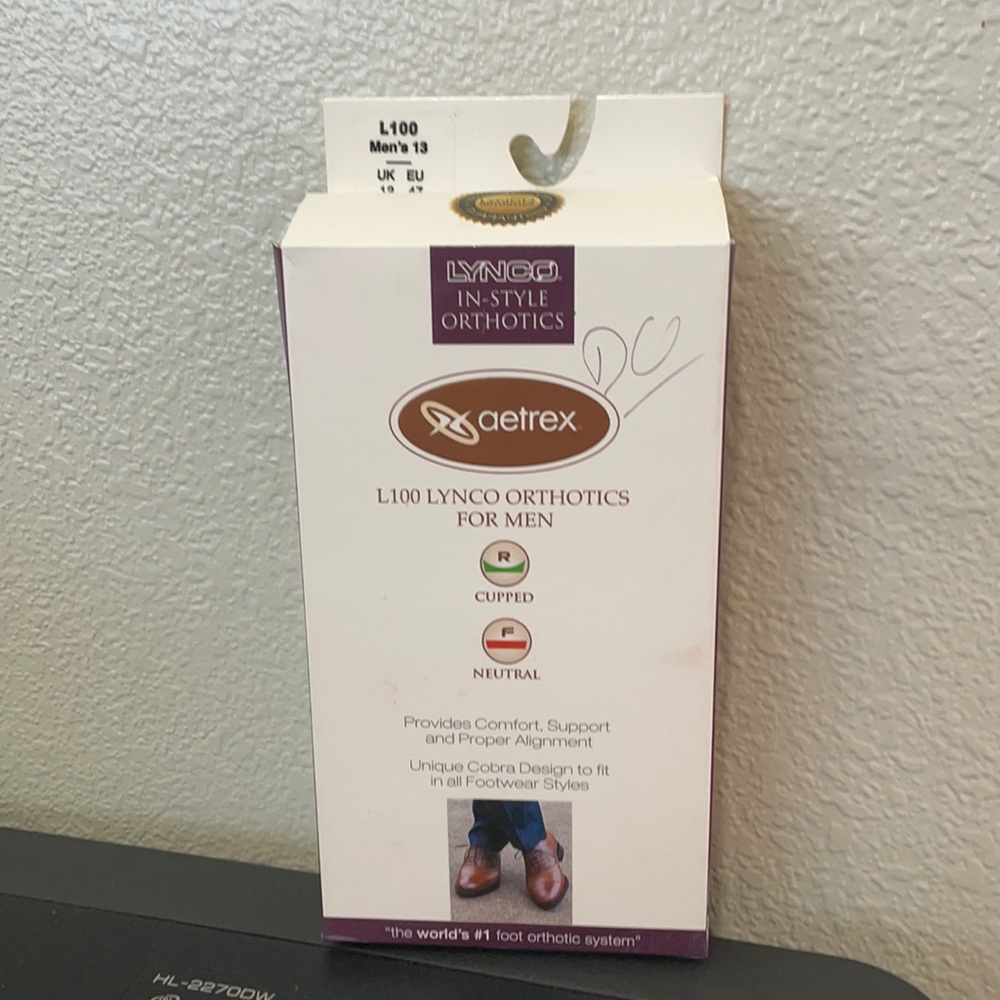 L100
Men's 13
UK EU
LYNCO
IN-STYLE
ORTHOTICS
DC
aetrex
L100 LYNCO ORTHOTICS
FOR MEN
R
CUPPED
F
NEUTRAL
Provides Comfort, Support
and Proper Alignment
Unique Cobra Design to fit
in all Footwear Styles
"the world's #1 foot orthotic system"
HL-2270DW